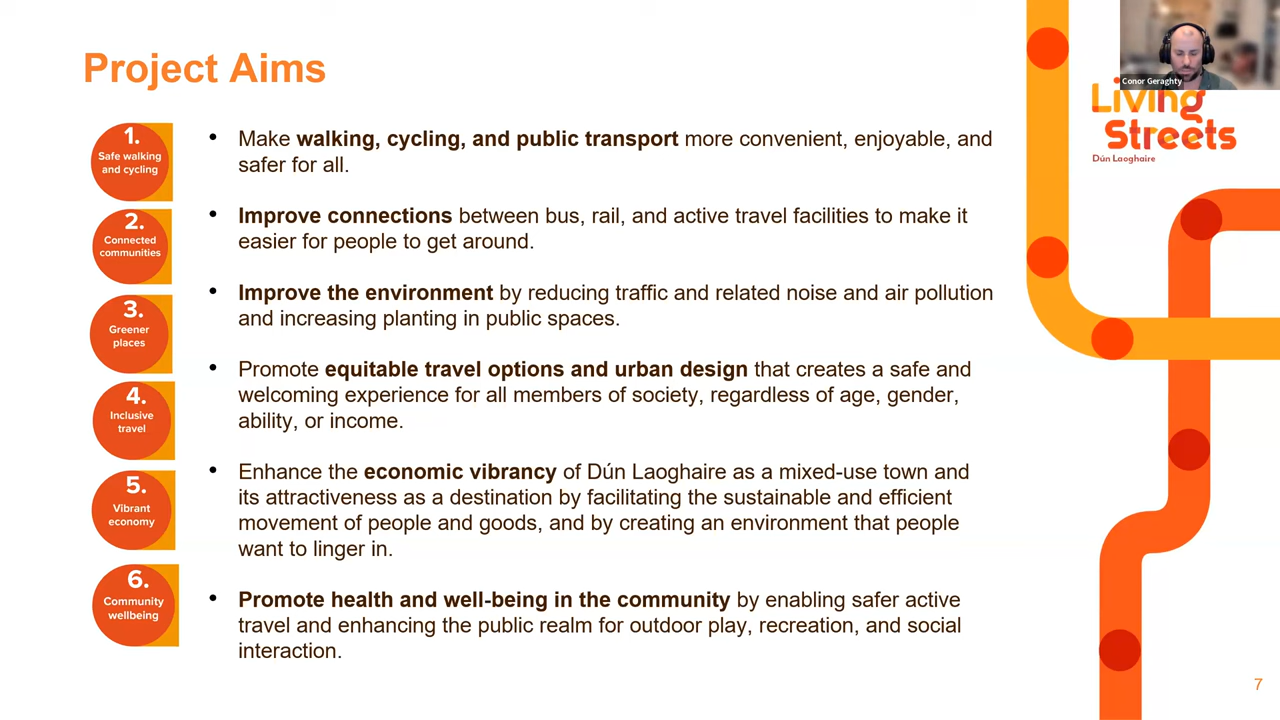 Project Aims
Conor Geraghty
Living
Streets
Dún Laoghaire
1.
Safe walking
and cycling
• Make walking, cycling, and public transport more convenient, enjoyable, and
safer for all.
2.
Connected
communities
• Improve connections between bus, rail, and active travel facilities to make it
easier for people to get around.
3.
Greener
places
• Improve the environment by reducing traffic and related noise and air pollution
and increasing planting in public spaces.
4.
Inclusive
travel
• Promote equitable travel options and urban design that creates a safe and
welcoming experience for all members of society, regardless of age, gender,
ability, or income.
5.
Vibrant
economy
• Enhance the economic vibrancy of Dún Laoghaire as a mixed-use town and
its attractiveness as a destination by facilitating the sustainable and efficient
movement of people and goods, and by creating an environment that people
want to linger in.
6.
Community
wellbeing
• Promote health and well-being in the community by enabling safer active
travel and enhancing the public realm for outdoor play, recreation, and social
interaction.
7